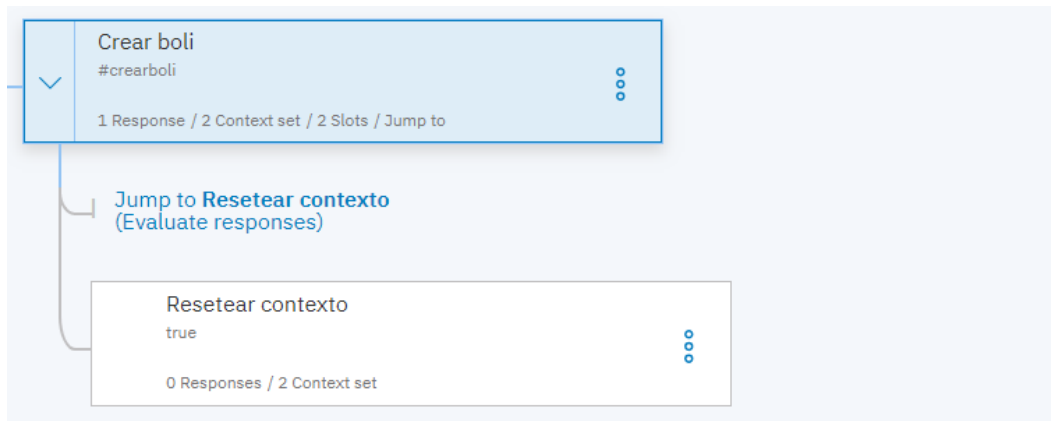 Crear boli
#crearboli
1 Response / 2 Context set / 2 Slots / Jump to
Jump to Resetear contexto
(Evaluate responses)
Resetear contexto
true
0 Responses / 2 Context set